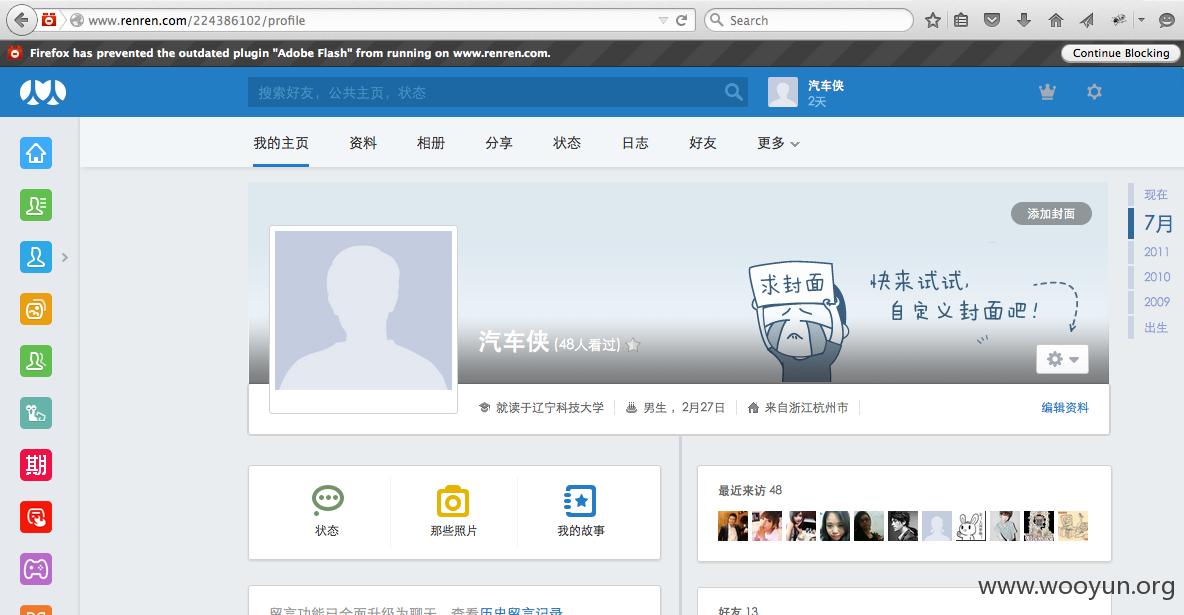 www.renren.com/224386102/profile
Search
Firefox has prevented the outdated plugin "Adobe Flash" from running on www.renren.com.
Continue Blocking
搜索好友，公共主页，状态
汽车侠
2天
我的主页 资料 相册 分享 状态 日志 好友 更多
现在
7月
2011
2010
2009
出生
添加封面
求封面
快来试试,
自定义封面吧!
汽车侠 (48人看过)
就读于辽宁科技大学
男生，2月27日
来自浙江杭州市
编辑资料
期
状态
那些照片
我的故事
最近来访 48
留言功能已全面升级为聊天，查看历史留言记录
好友 13
www.wooyun.org